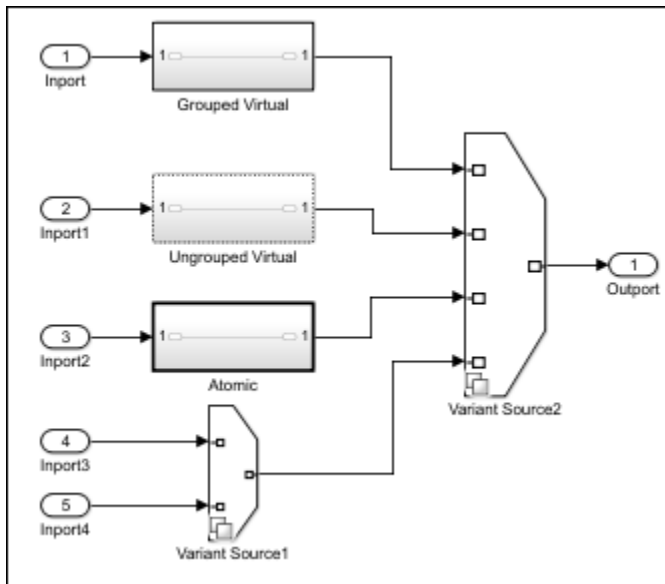 1
Inport
1 1
Grouped Virtual
2
Inport1
1 1
Ungrouped Virtual
3
Inport2
1 1
Atomic
4
Inport3
5
Inport4
Variant Source1
Variant Source2
1
Outport